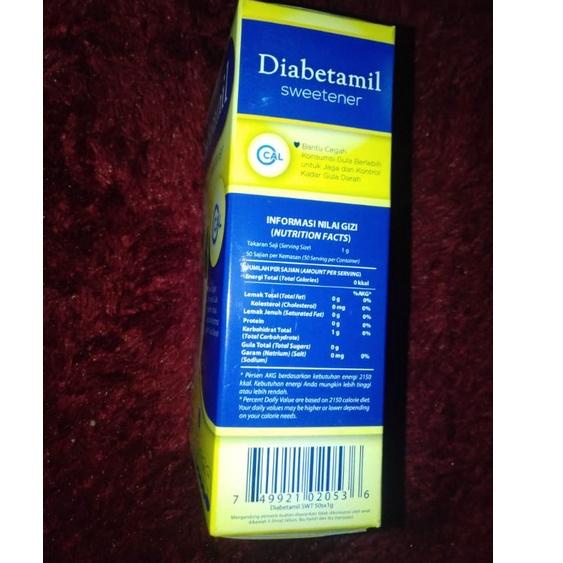 Diabetamil
sweetener
CAL
Bantu Cegah
Konsumsi Gula Berlebih
untuk Jaga dan Kontrol
Kadar Gula Darah
INFORMASI NILAI GIZI
(NUTRITION FACTS)
Takaran Saji (Serving Size) 1 g
50 Sajian per Kemasan (50 Serving per Container)
JUMLAH PER SAJIAN (AMOUNT PER SERVING)
Energi Total (Total Calories) 0 kkal
%AKG*
Lemak Total (Total Fat) 0 g 0%
Kolesterol (Cholesterol) 0 mg 0%
Lemak Jenuh (Saturated Fat) 0 g 0%
Protein 0 g 0%
Karbohidrat Total 1 g 0%
(Total Carbohydrate)
Gula Total (Total Sugars) 0 g
Garam (Natrium) (Salt) 0 mg 0%
(Sodium)
* Persen AKG berdasarkan kebutuhan energi 2150
kkal. Kebutuhan energi Anda mungkin lebih tinggi
atau lebih rendah.
* Percent Daily Value are based on 2150 calorie diet.
Your daily values may be higher or lower depending
on your calorie needs.
7 49921 02053 6
Diabetamil SWT 50sx1g